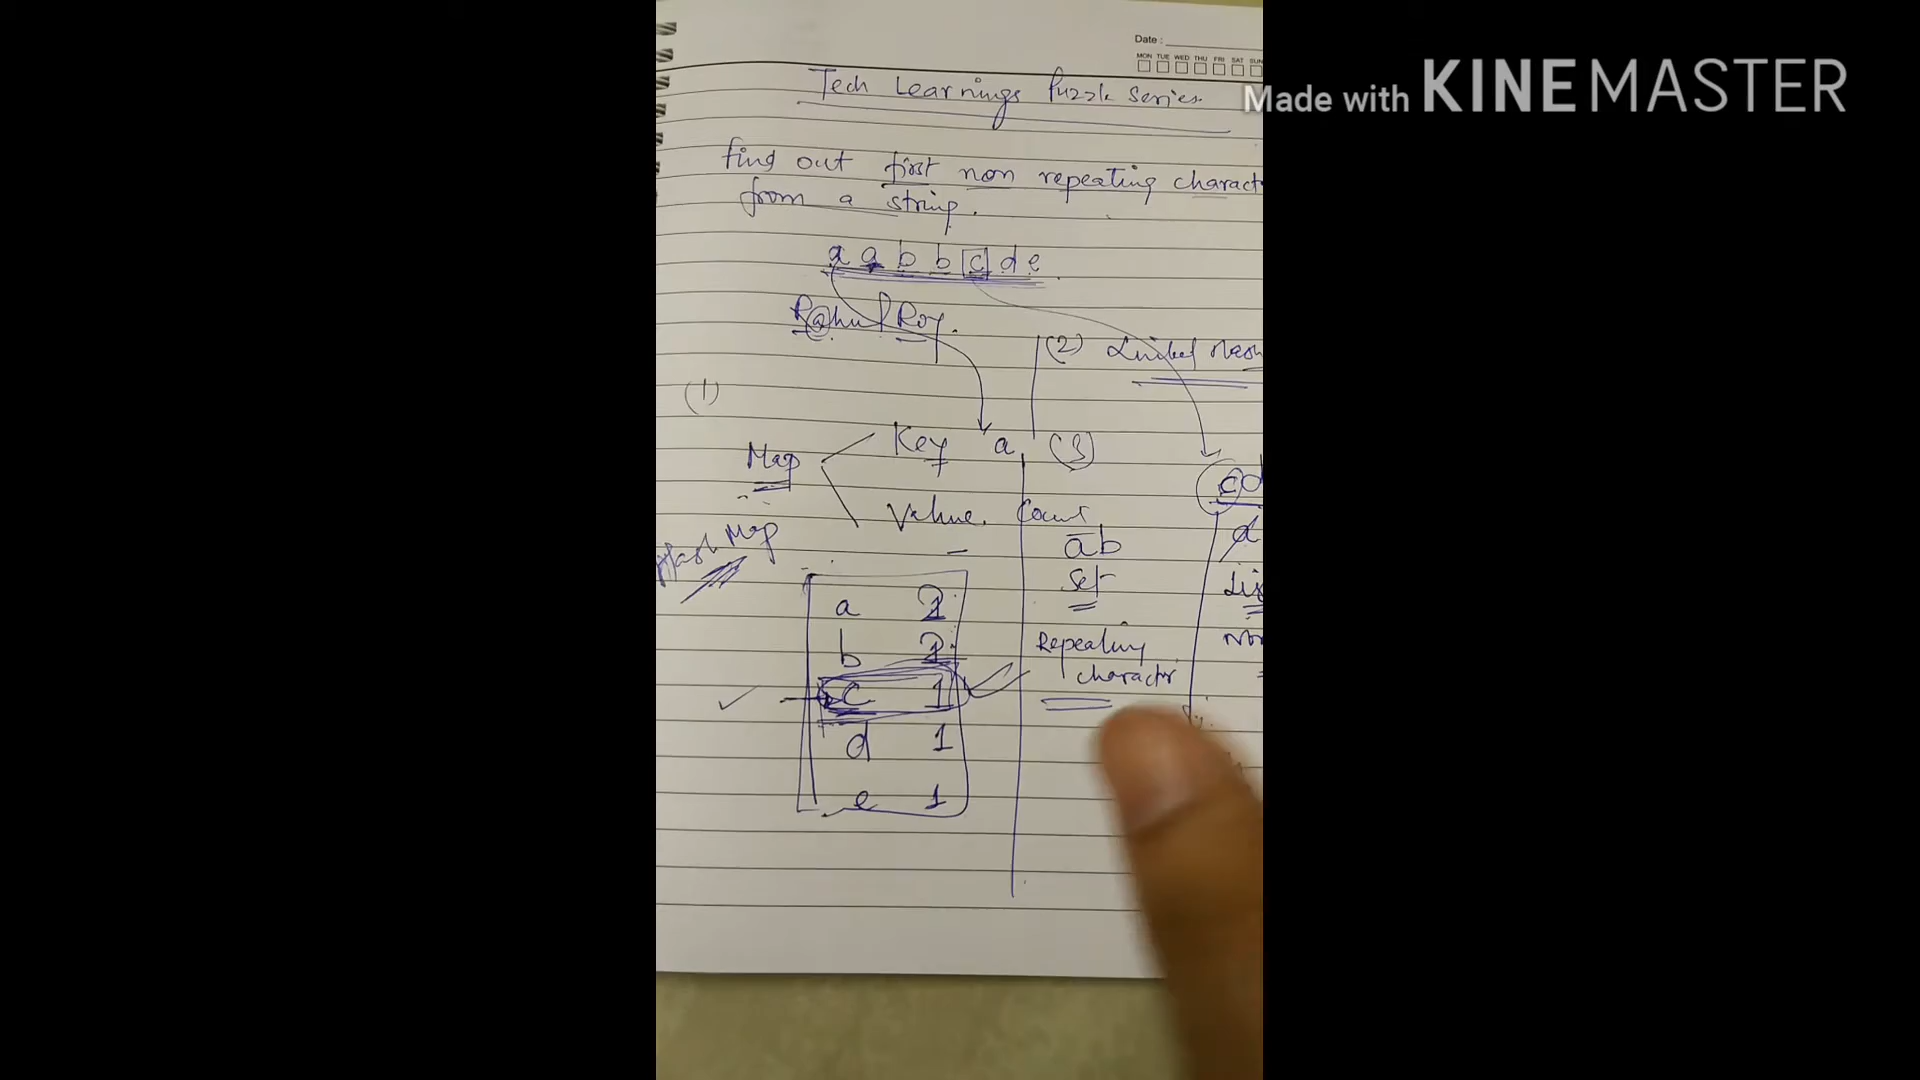 Date :
MON TUE WED THU FRI SAT SUN
Made with KINEMASTER
Tech Learnings Puzzle Series
find out first non repeating charact
from a string.
a a b b c d e
Rahul Roy.
(2)
(1)
Key a (3)
Map
cd
Value. Count
Hash Map
ab
d
set
a 2
b 2
Repeating
character
c 1
d 1
e 1